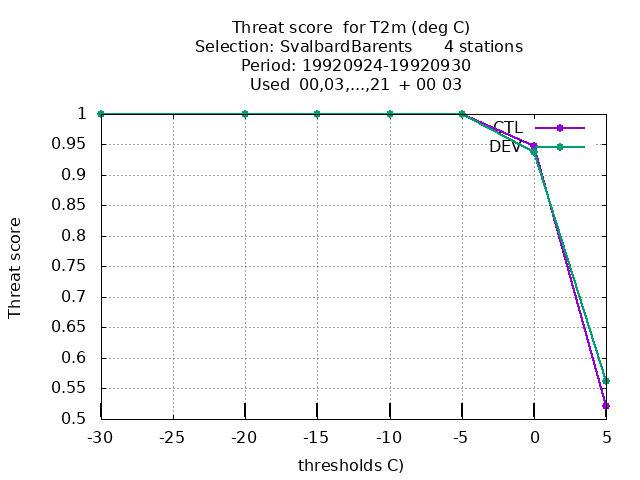 Threat score  for T2m (deg C)
Selection: SvalbardBarents      4 stations
Period: 19920924-19920930
Used  00,03,...,21  + 00 03
CTL
DEV
1
0.95
0.9
0.85
0.8
0.75
0.7
0.65
0.6
0.55
0.5
Threat score
-30 -25 -20 -15 -10 -5 0 5
thresholds C)